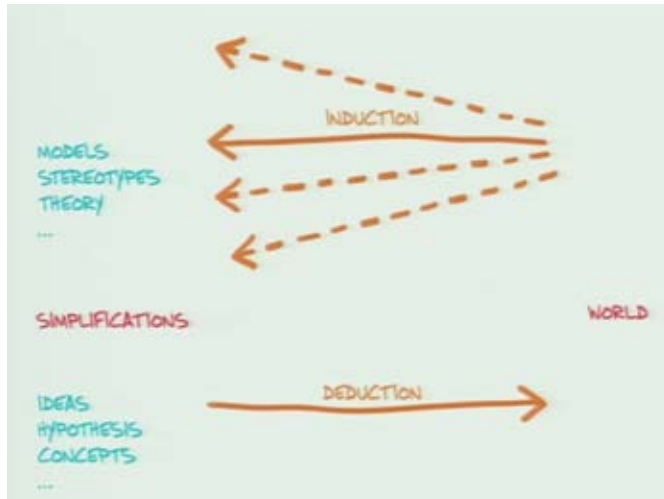 INDUCTION
MODELS
STEREOTYPES
THEORY
...
SIMPLIFICATIONS
WORLD
DEDUCTION
IDEAS
HYPOTHESIS
CONCEPTS
...